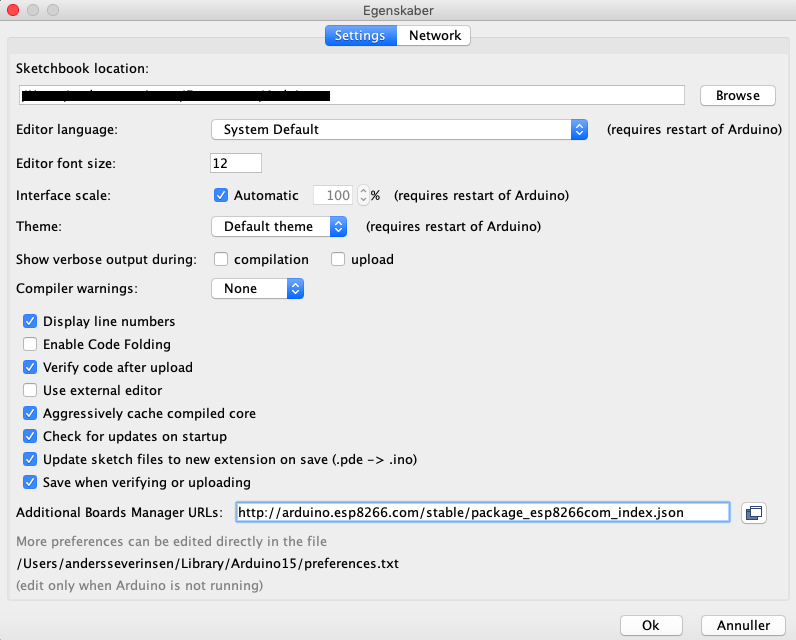 Egenskaber
Settings Network
Sketchbook location:
Browse
Editor language: System Default (requires restart of Arduino)
Editor font size: 12
Interface scale: Automatic 100 % (requires restart of Arduino)
Theme: Default theme (requires restart of Arduino)
Show verbose output during: compilation upload
Compiler warnings: None
Display line numbers
Enable Code Folding
Verify code after upload
Use external editor
Aggressively cache compiled core
Check for updates on startup
Update sketch files to new extension on save (.pde -> .ino)
Save when verifying or uploading
Additional Boards Manager URLs: http://arduino.esp8266.com/stable/package_esp8266com_index.json
More preferences can be edited directly in the file
/Users/andersseverinsen/Library/Arduino15/preferences.txt
(edit only when Arduino is not running)
Ok Annuller